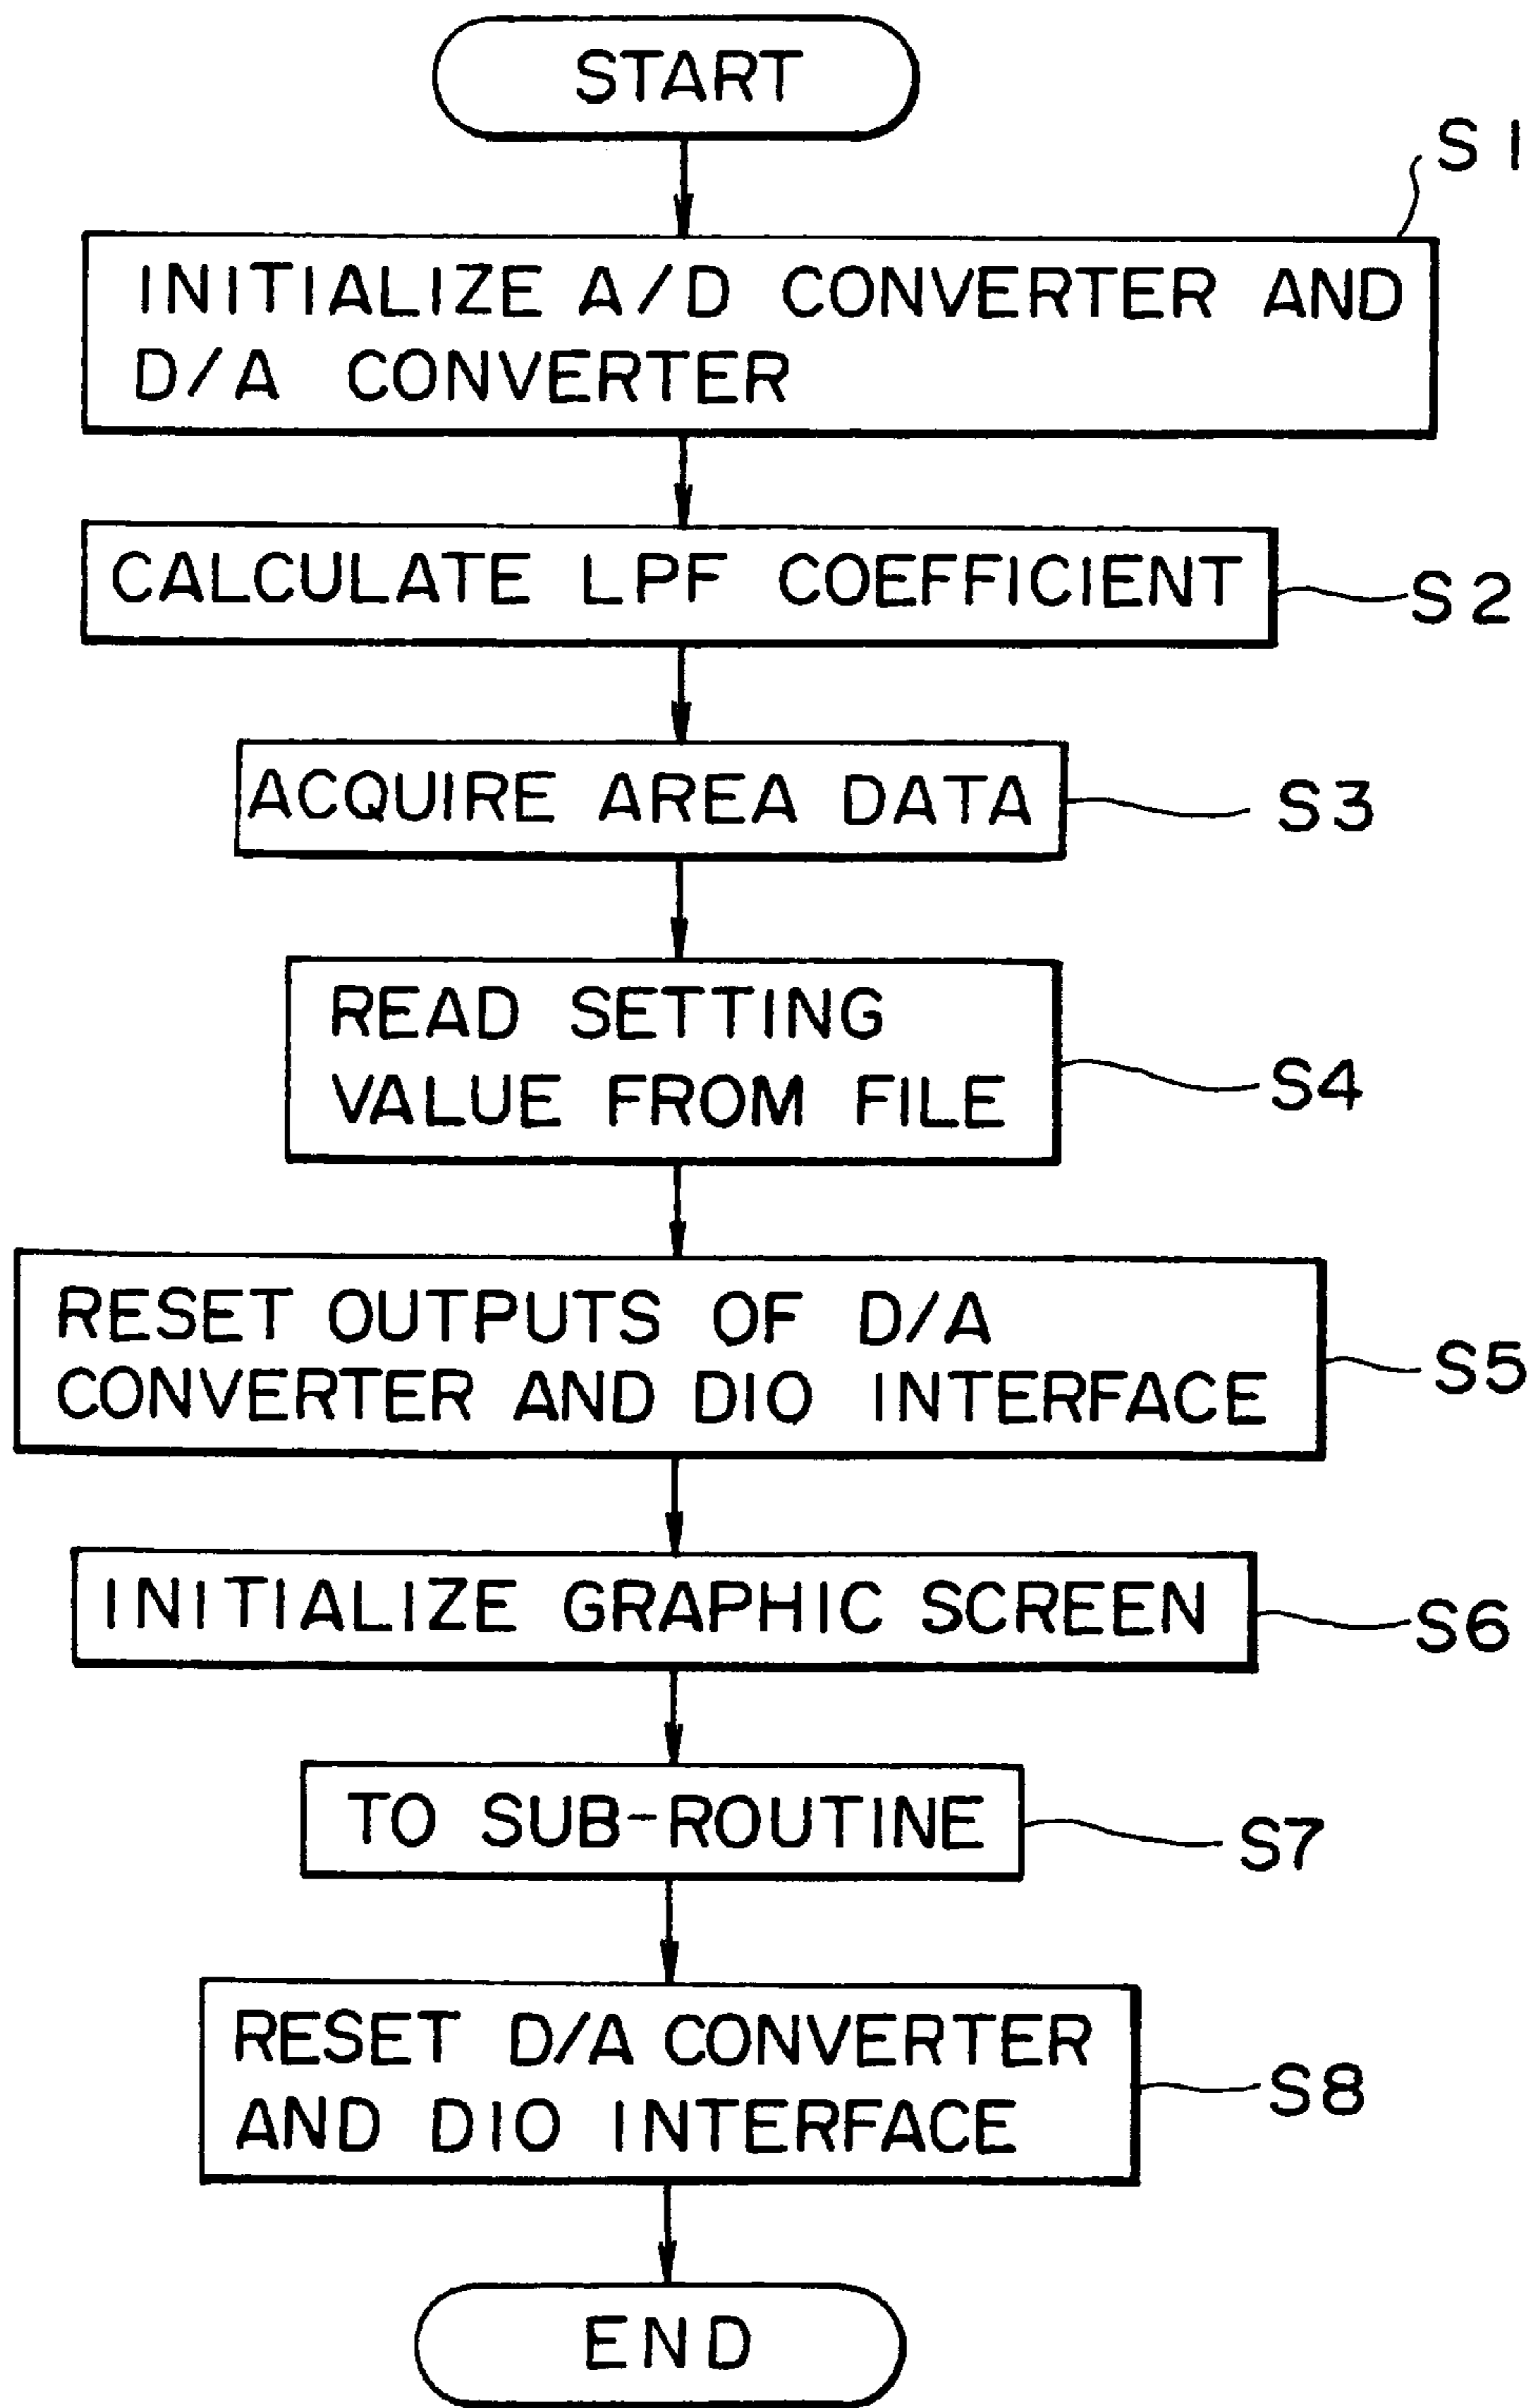 START
S1
INITIALIZE A/D CONVERTER AND
D/A CONVERTER
CALCULATE LPF COEFFICIENT
S2
ACQUIRE AREA DATA
S3
READ SETTING
VALUE FROM FILE
S4
RESET OUTPUTS OF D/A
CONVERTER AND DIO INTERFACE
S5
INITIALIZE GRAPHIC SCREEN
S6
TO SUB-ROUTINE
S7
RESET D/A CONVERTER
AND DIO INTERFACE
S8
END